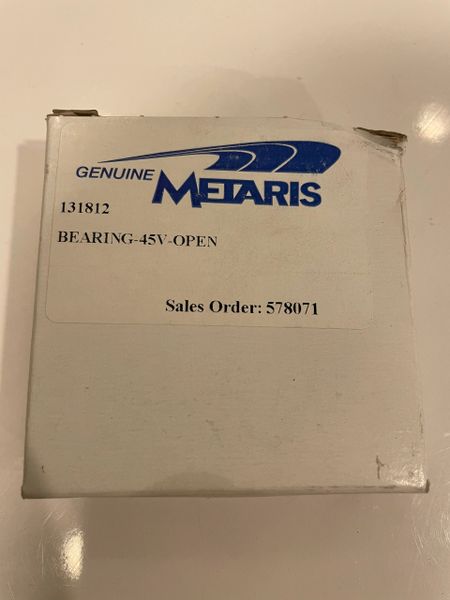 GENUINE METARIS
131812
BEARING-45V-OPEN
Sales Order: 578071